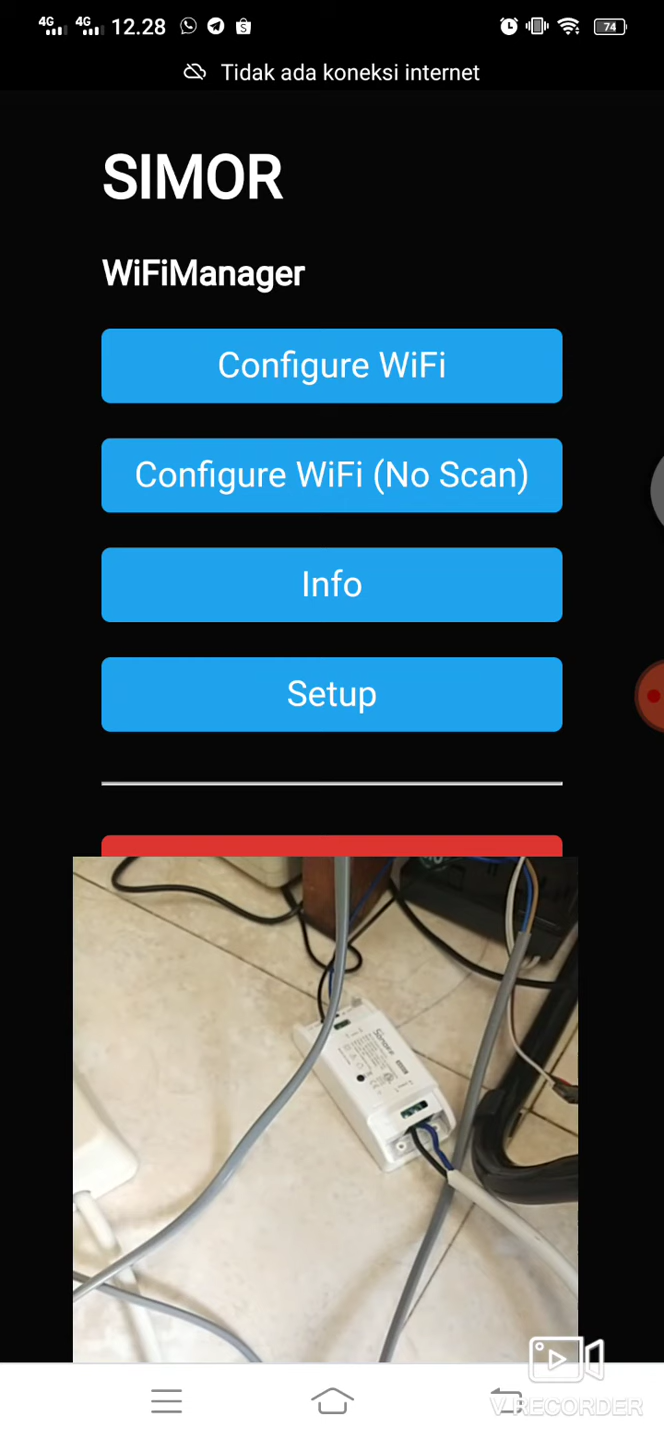 4G 4G 12.28 74
Tidak ada koneksi internet
SIMOR
WiFiManager
Configure WiFi
Configure WiFi (No Scan)
Info
Setup
SONOFF
V RECORDER